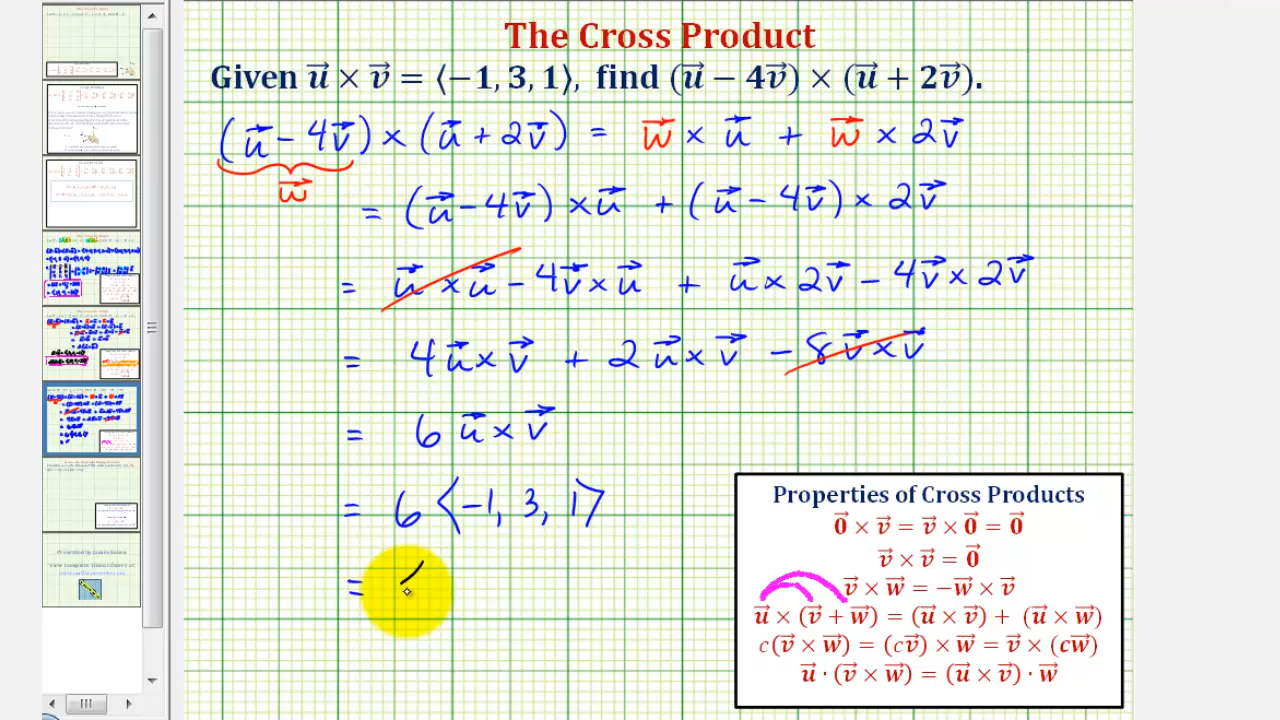 The Cross Product
Given u⃗ × v⃗ = ⟨−1, 3, 1⟩, find (u⃗ − 4v⃗) × (u⃗ + 2v⃗).
(u⃗ − 4v⃗) × (u⃗ + 2v⃗) = w⃗ × u⃗ + w⃗ × 2v⃗
w⃗
= (u⃗ − 4v⃗) × u⃗ + (u⃗ − 4v⃗) × 2v⃗
= u⃗ × u⃗ − 4v⃗ × u⃗ + u⃗ × 2v⃗ − 4v⃗ × 2v⃗
= 4u⃗ × v⃗ + 2u⃗ × v⃗ − 8v⃗ × v⃗
= 6 u⃗ × v⃗
= 6 ⟨−1, 3, 1⟩
=
Properties of Cross Products
0⃗ × v⃗ = v⃗ × 0⃗ = 0⃗
v⃗ × v⃗ = 0⃗
v⃗ × w⃗ = −w⃗ × v⃗
u⃗ × (v⃗ + w⃗) = (u⃗ × v⃗) + (u⃗ × w⃗)
c(v⃗ × w⃗) = (cv⃗) × w⃗ = v⃗ × (cw⃗)
u⃗ · (v⃗ × w⃗) = (u⃗ × v⃗) · w⃗